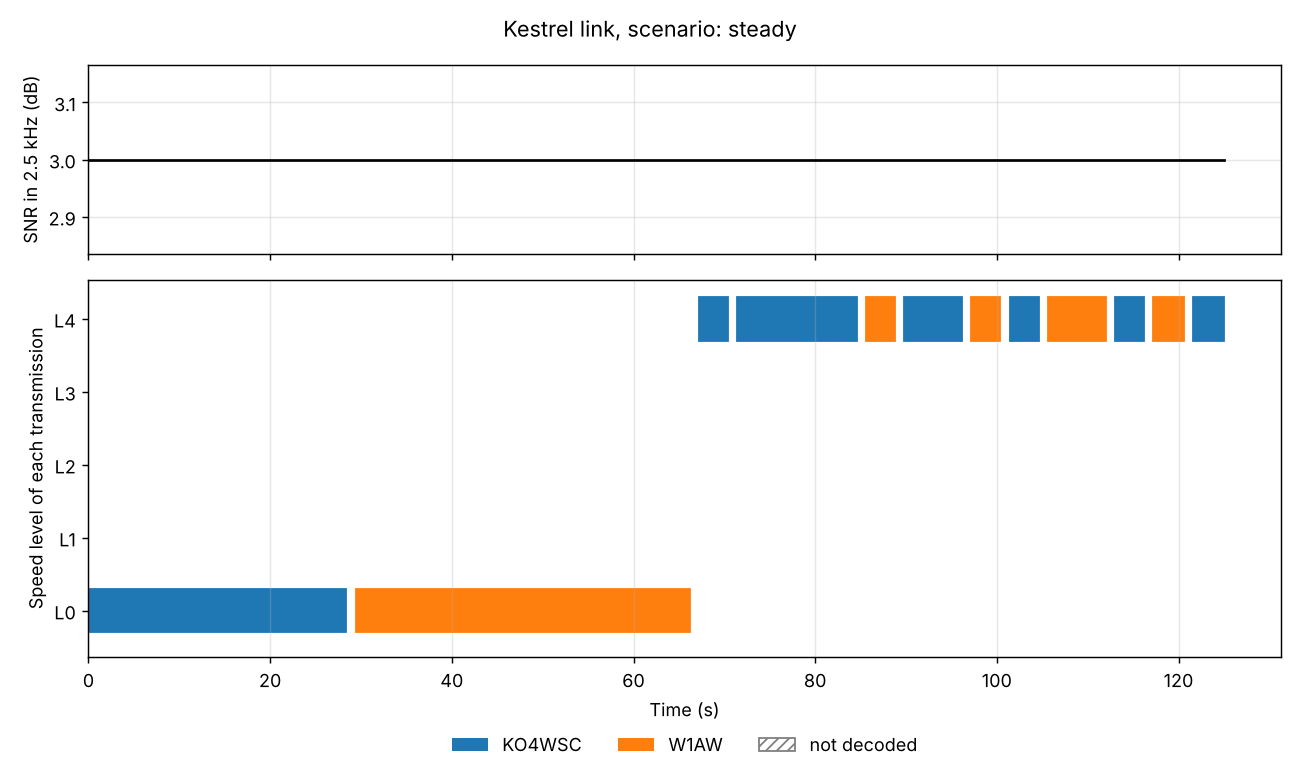 Kestrel link, scenario: steady
SNR in 2.5 kHz (dB)
3.1
3.0
2.9
Speed level of each transmission
L4
L3
L2
L1
L0
0 20 40 60 80 100 120
Time (s)
KO4WSC W1AW not decoded